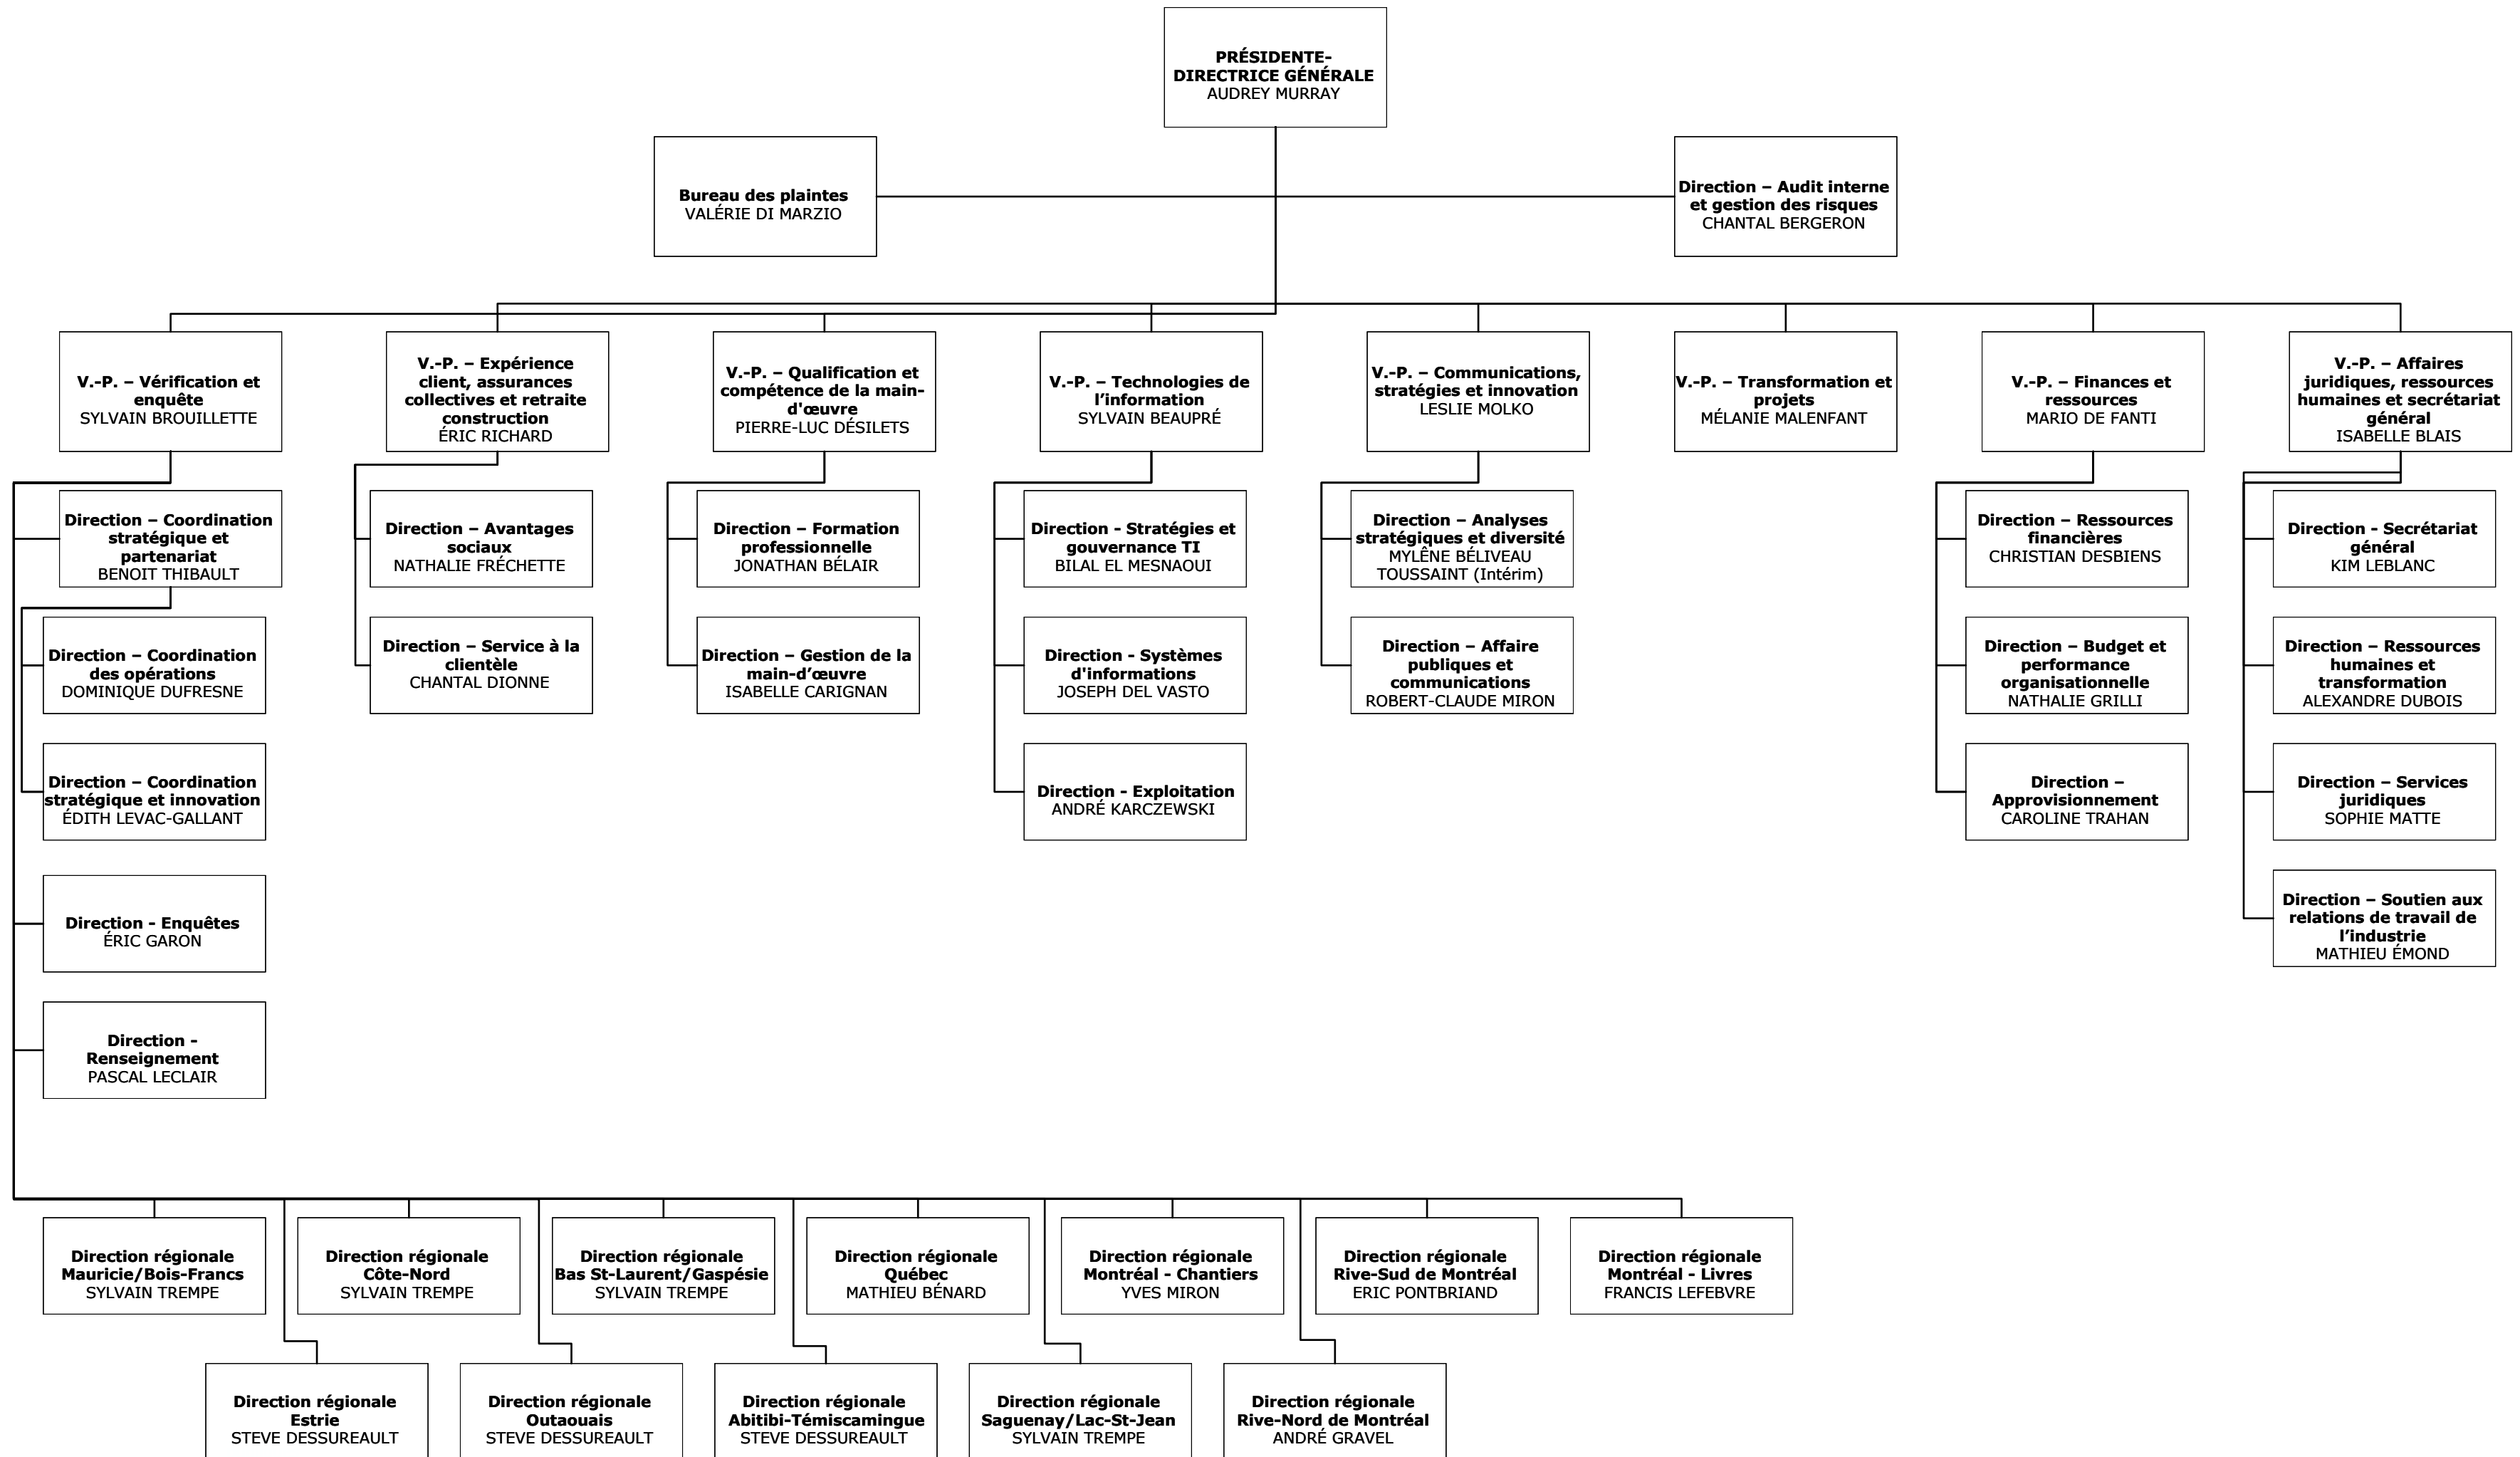 PRÉSIDENTE-
DIRECTRICE GÉNÉRALE
AUDREY MURRAY
Bureau des plaintes
VALÉRIE DI MARZIO
Direction – Audit interne
et gestion des risques
CHANTAL BERGERON
V.-P. – Vérification et
enquête
SYLVAIN BROUILLETTE
V.-P. – Expérience
client, assurances
collectives et retraite
construction
ÉRIC RICHARD
V.-P. – Qualification et
compétence de la main-
d'œuvre
PIERRE-LUC DÉSILETS
V.-P. – Technologies de
l’information
SYLVAIN BEAUPRÉ
V.-P. – Communications,
stratégies et innovation
LESLIE MOLKO
V.-P. – Transformation et
projets
MÉLANIE MALENFANT
V.-P. – Finances et
ressources
MARIO DE FANTI
V.-P. – Affaires
juridiques, ressources
humaines et secrétariat
général
ISABELLE BLAIS
Direction – Coordination
stratégique et
partenariat
BENOIT THIBAULT
Direction – Avantages
sociaux
NATHALIE FRÉCHETTE
Direction – Formation
professionnelle
JONATHAN BÉLAIR
Direction - Stratégies et
gouvernance TI
BILAL EL MESNAOUI
Direction – Analyses
stratégiques et diversité
MYLÊNE BÉLIVEAU
TOUSSAINT (Intérim)
Direction – Ressources
financières
CHRISTIAN DESBIENS
Direction - Secrétariat
général
KIM LEBLANC
Direction – Coordination
des opérations
DOMINIQUE DUFRESNE
Direction – Service à la
clientèle
CHANTAL DIONNE
Direction – Gestion de la
main-d’œuvre
ISABELLE CARIGNAN
Direction - Systèmes
d'informations
JOSEPH DEL VASTO
Direction – Affaire
publiques et
communications
ROBERT-CLAUDE MIRON
Direction – Budget et
performance
organisationnelle
NATHALIE GRILLI
Direction – Ressources
humaines et
transformation
ALEXANDRE DUBOIS
Direction – Coordination
stratégique et innovation
ÉDITH LEVAC-GALLANT
Direction - Exploitation
ANDRÉ KARCZEWSKI
Direction –
Approvisionnement
CAROLINE TRAHAN
Direction – Services
juridiques
SOPHIE MATTE
Direction - Enquêtes
ÉRIC GARON
Direction – Soutien aux
relations de travail de
l’industrie
MATHIEU ÉMOND
Direction -
Renseignement
PASCAL LECLAIR
Direction régionale
Mauricie/Bois-Francs
SYLVAIN TREMPE
Direction régionale
Côte-Nord
SYLVAIN TREMPE
Direction régionale
Bas St-Laurent/Gaspésie
SYLVAIN TREMPE
Direction régionale
Québec
MATHIEU BÉNARD
Direction régionale
Montréal - Chantiers
YVES MIRON
Direction régionale
Rive-Sud de Montréal
ERIC PONTBRIAND
Direction régionale
Montréal - Livres
FRANCIS LEFEBVRE
Direction régionale
Estrie
STEVE DESSUREAULT
Direction régionale
Outaouais
STEVE DESSUREAULT
Direction régionale
Abitibi-Témiscamingue
STEVE DESSUREAULT
Direction régionale
Saguenay/Lac-St-Jean
SYLVAIN TREMPE
Direction régionale
Rive-Nord de Montréal
ANDRÉ GRAVEL